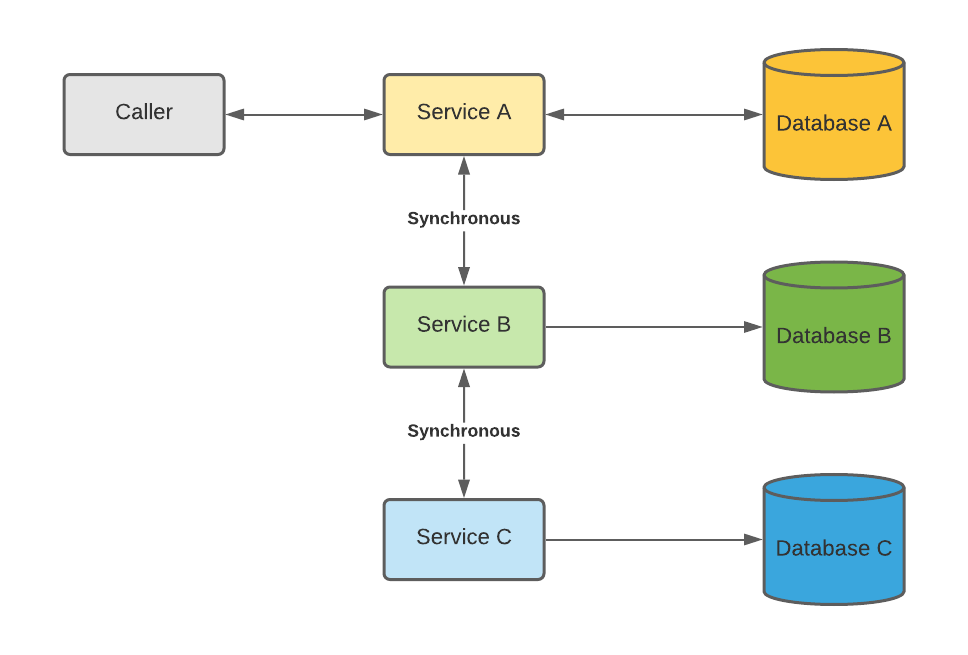 Caller
Service A
Database A
Synchronous
Service B
Database B
Synchronous
Service C
Database C